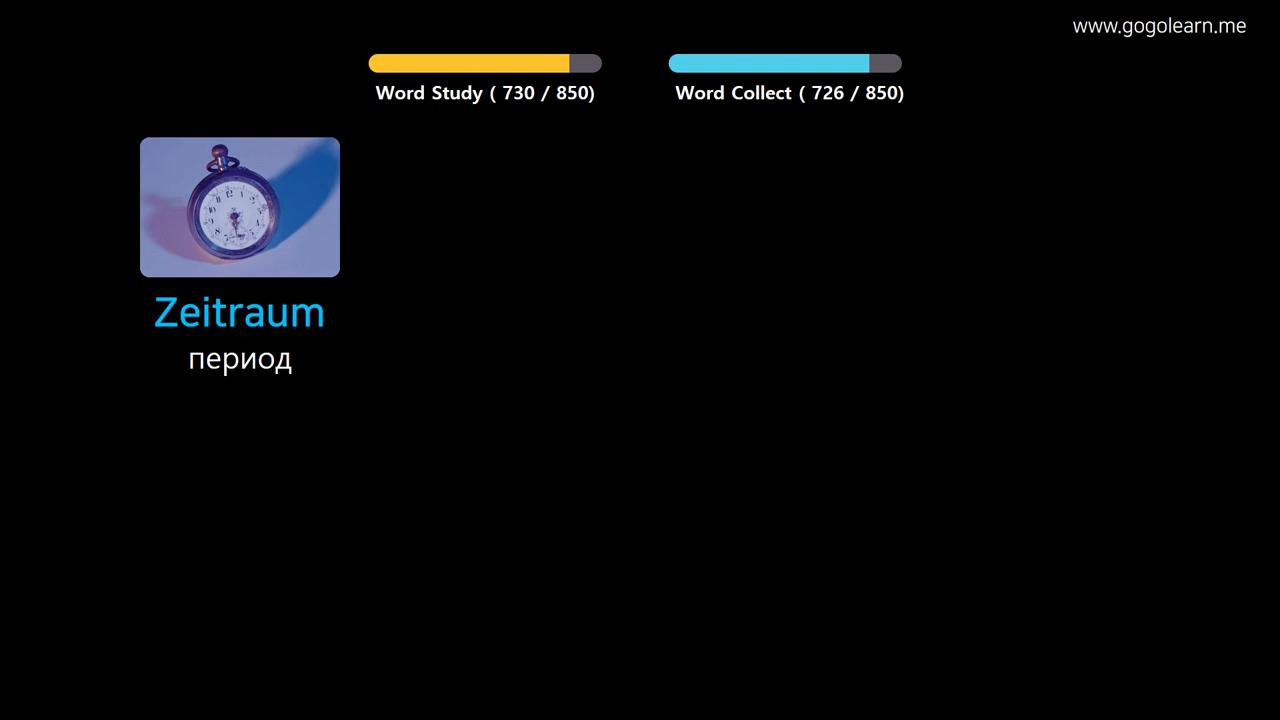 www.gogolearn.me
Word Study ( 730 / 850)
Word Collect ( 726 / 850)
Zeitraum
период